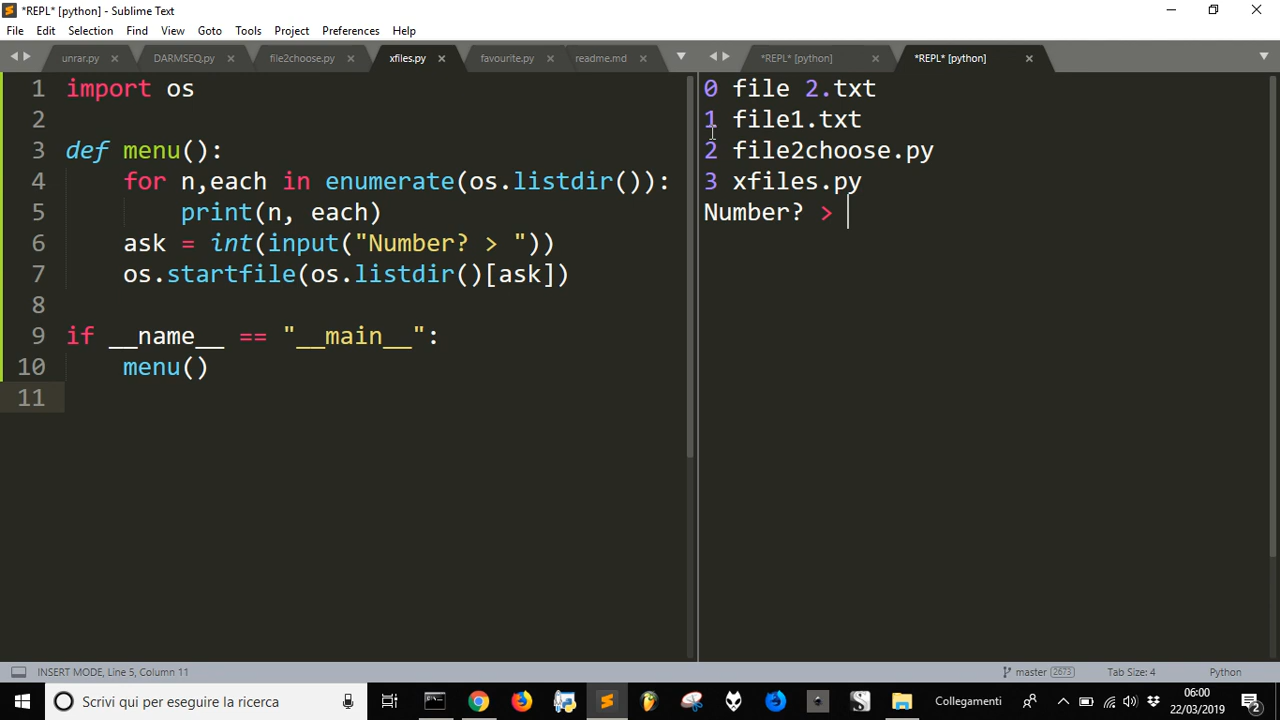 *REPL* [python] - Sublime Text
File Edit Selection Find View Goto Tools Project Preferences Help
unrar.py DARMSEQ.py file2choose.py xfiles.py favourite.py readme.md *REPL* [python] *REPL* [python]
1 import os
2
3 def menu():
4 for n,each in enumerate(os.listdir()):
5 print(n, each)
6 ask = int(input("Number? > "))
7 os.startfile(os.listdir()[ask])
8
9 if __name__ == "__main__":
10 menu()
11
0 file 2.txt
1 file1.txt
2 file2choose.py
3 xfiles.py
Number? >
INSERT MODE, Line 5, Column 11 master 2673 Tab Size: 4 Python
Scrivi qui per eseguire la ricerca Collegamenti 06:00
22/03/2019 2